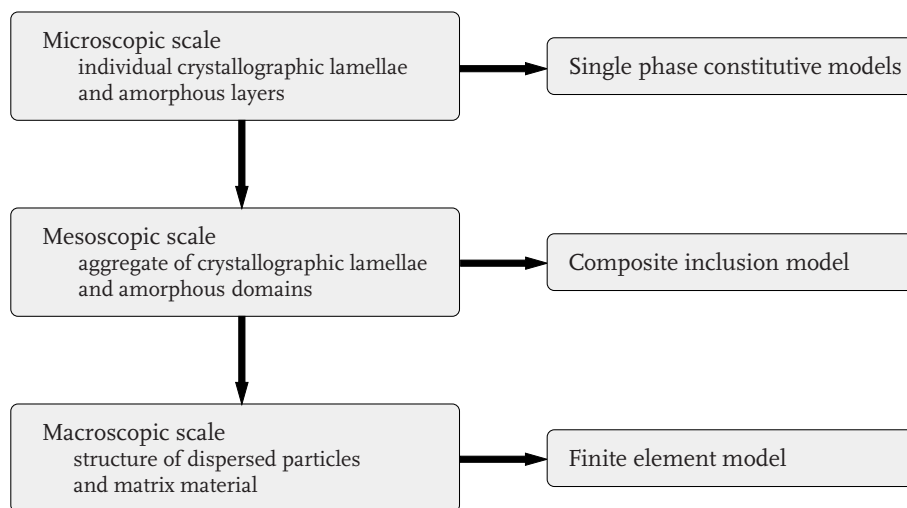 Microscopic scale
individual crystallographic lamellae
and amorphous layers
Single phase constitutive models
Mesoscopic scale
aggregate of crystallographic lamellae
and amorphous domains
Composite inclusion model
Macroscopic scale
structure of dispersed particles
and matrix material
Finite element model